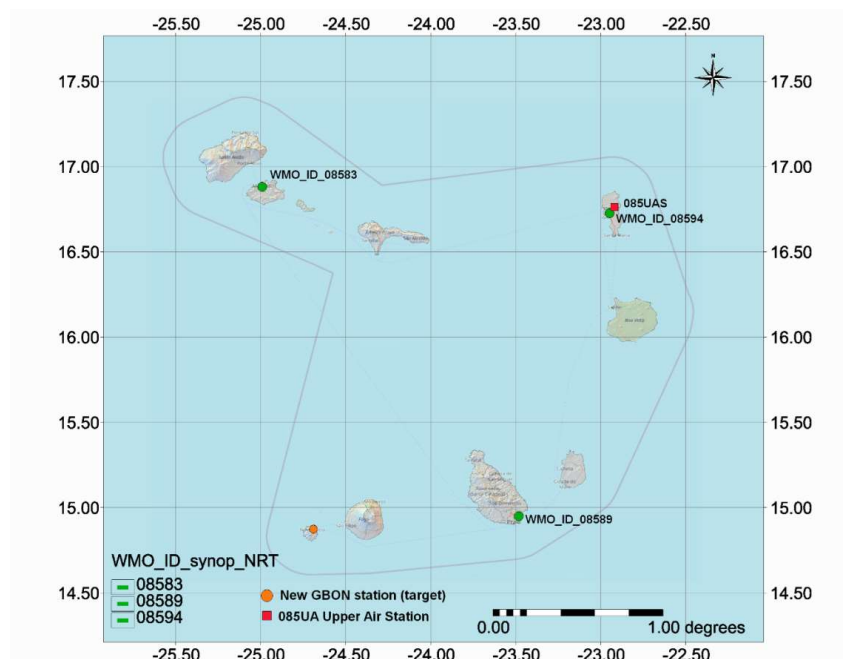 -25.50 -25.00 -24.50 -24.00 -23.50 -23.00 -22.50
N
17.50 17.50
17.00 17.00
WMO_ID_08583
085UAS
WMO_ID_08594
16.50 16.50
16.00 16.00
Boa Vista
15.50 15.50
15.00 15.00
WMO_ID_08589
WMO_ID_synop_NRT
08583
08589
08594
14.50 14.50
New GBON station (target)
085UA Upper Air Station
0.00 1.00 degrees
-25.50 -25.00 -24.50 -24.00 -23.50 -23.00 -22.50